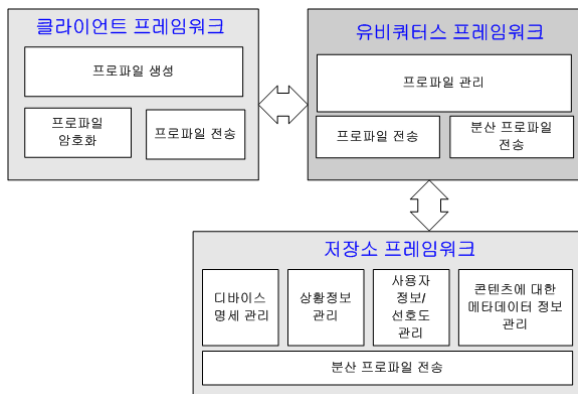 클라이언트 프레임워크
프로파일 생성
프로파일
암호화
프로파일 전송
유비쿼터스 프레임워크
프로파일 관리
프로파일 전송
분산 프로파일
전송
저장소 프레임워크
디바이스
명세 관리
상황정보
관리
사용자
정보/
선호도
관리
콘텐츠에 대한
메타데이터 정보
관리
분산 프로파일 전송